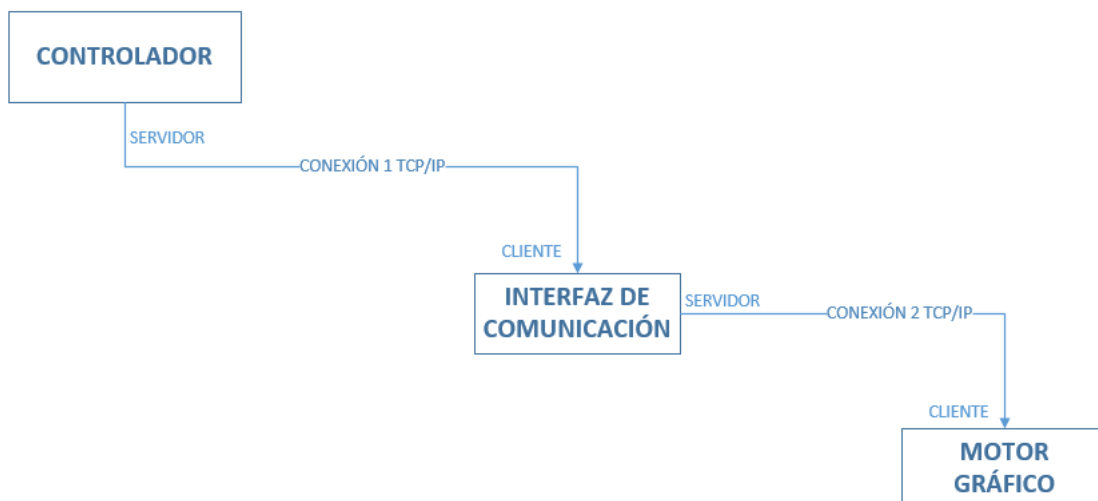 CONTROLADOR
SERVIDOR
CONEXIÓN 1 TCP/IP
CLIENTE
INTERFAZ DE
COMUNICACIÓN
SERVIDOR
CONEXIÓN 2 TCP/IP
CLIENTE
MOTOR
GRÁFICO